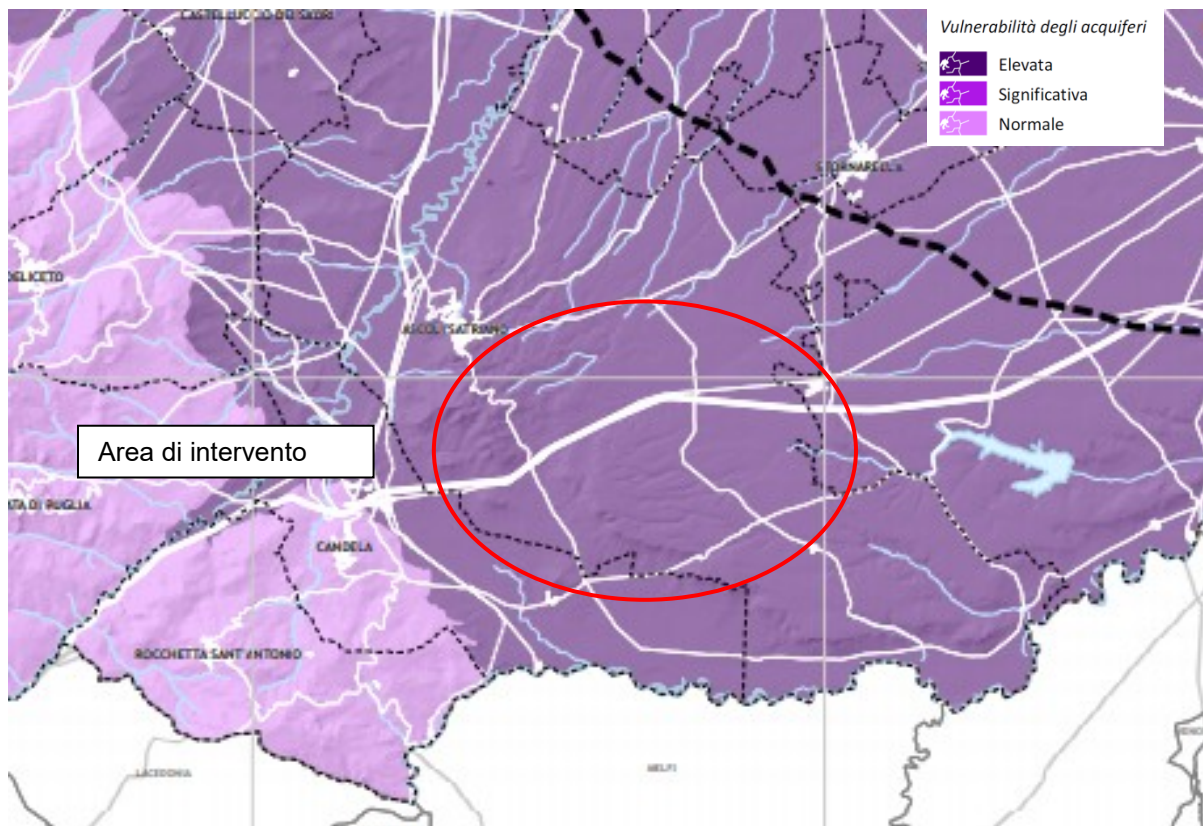 CASTELLUCCIO DEI SAURI
Vulnerabilità degli acquiferi
Elevata
Significativa
Normale
STORNARELLA
DELICETO
ASCOLI SATRIANO
Area di intervento
CANDELA
ROCCHETTA SANT'ANTONIO
LACEDONIA
MELFI